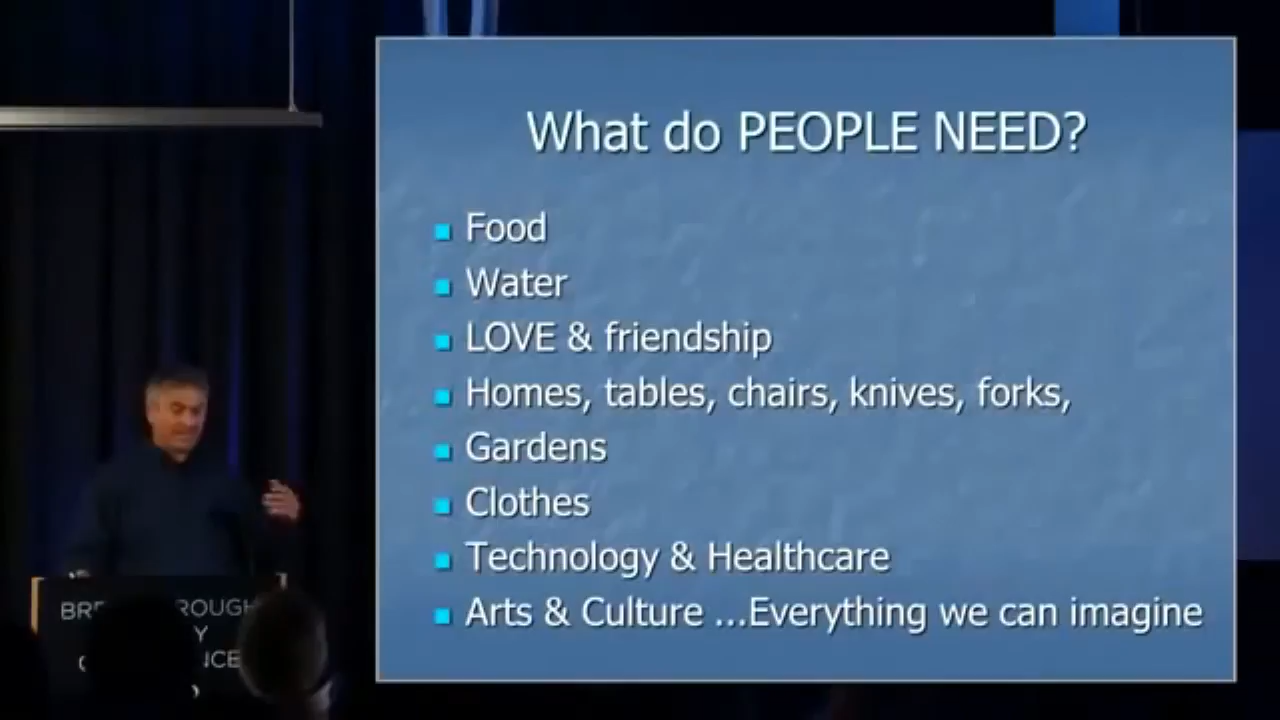 What do PEOPLE NEED?
Food
Water
LOVE & friendship
Homes, tables, chairs, knives, forks,
Gardens
Clothes
Technology & Healthcare
Arts & Culture ...Everything we can imagine